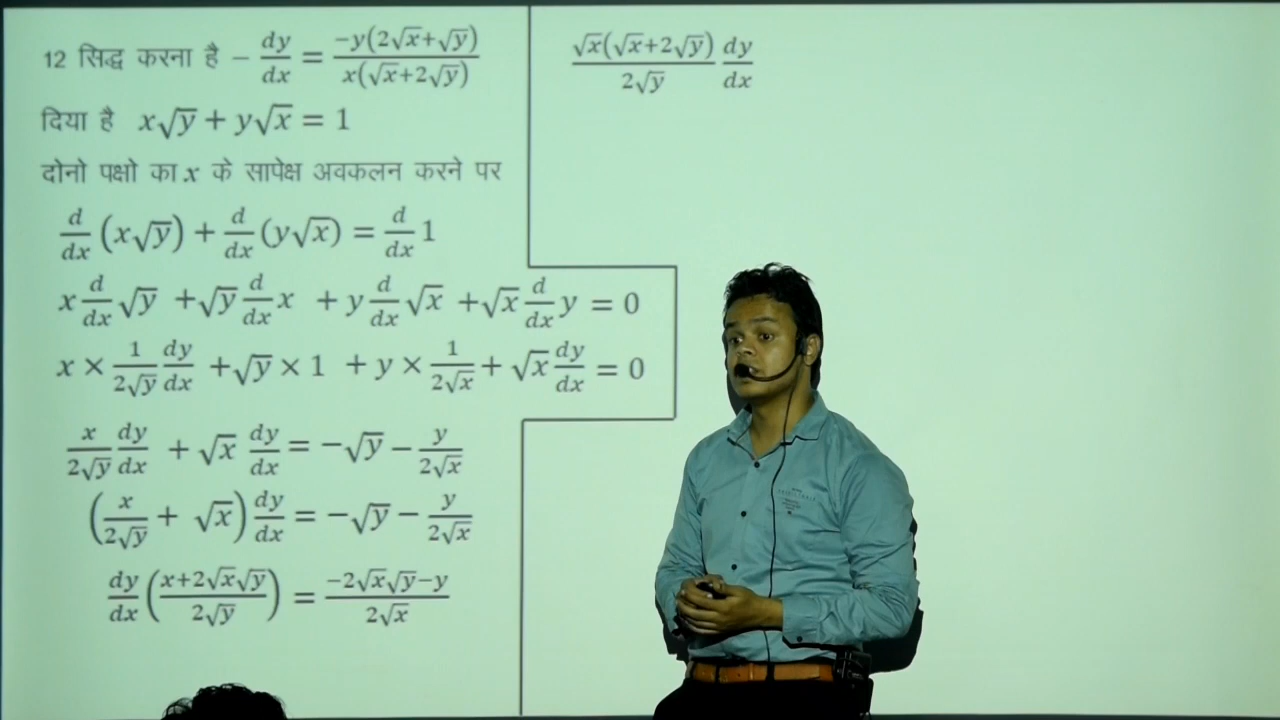 12 सिद्ध करना है – dy/dx = -y(2√x+√y)/x(√x+2√y)
दिया है x√y + y√x = 1
दोनो पक्षो का x के सापेक्ष अवकलन करने पर
d/dx (x√y) + d/dx (y√x) = d/dx 1
x d/dx √y + √y d/dx x + y d/dx √x + √x d/dx y = 0
x × 1/2√y dy/dx + √y × 1 + y × 1/2√x + √x dy/dx = 0
x/2√y dy/dx + √x dy/dx = -√y - y/2√x
(x/2√y + √x) dy/dx = -√y - y/2√x
dy/dx (x+2√x√y/2√y) = -2√x√y-y/2√x
√x(√x+2√y)/2√y dy/dx